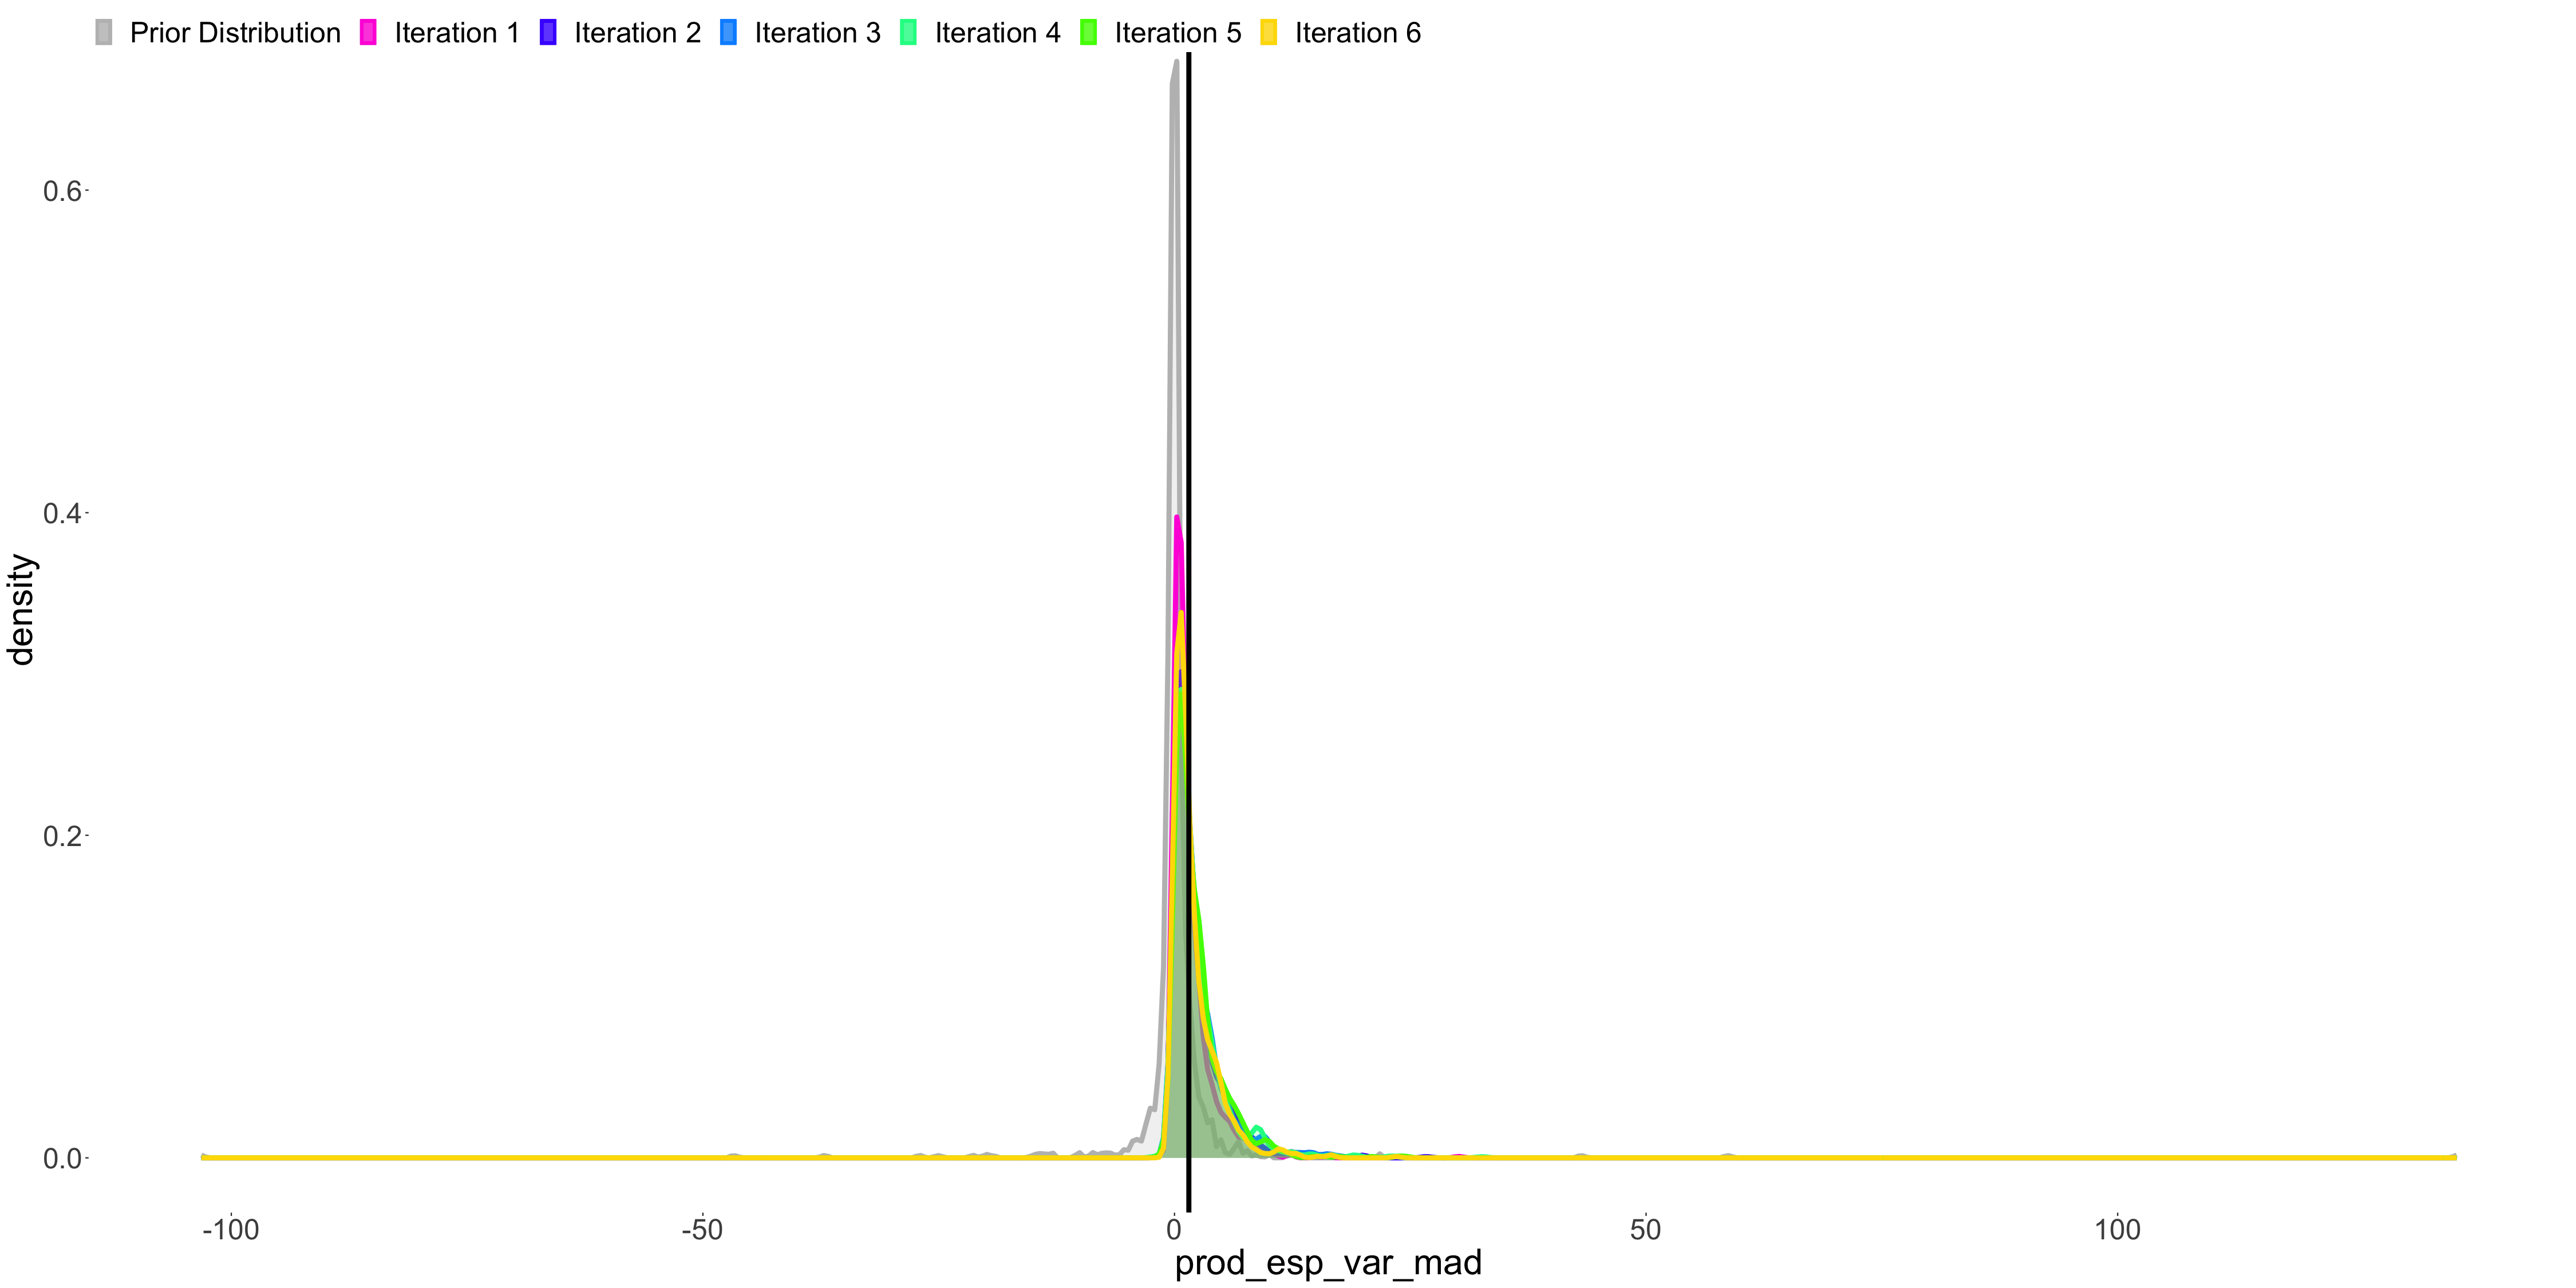 Prior Distribution Iteration 1 Iteration 2 Iteration 3 Iteration 4 Iteration 5 Iteration 6
0.6
0.4
density
0.2
0.0
-100 -50 0 50 100
prod_esp_var_mad